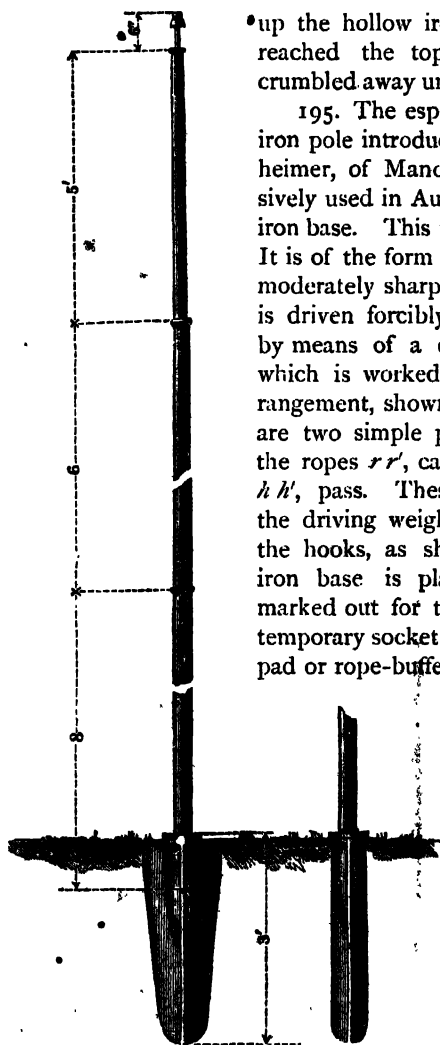 up the hollow ir
reached the top
crumbled away un
195. The esp
iron pole introduc
heimer, of Manc
sively used in Au
iron base. This
It is of the form
moderately sharp
is driven forcibly
by means of a c
which is worked
rangement, shown
are two simple p
the ropes r r', ca
h h', pass. Thes
the driving weigh
the hooks, as sh
iron base is pla
marked out for t
temporary socket
pad or rope-buffe
5'
6
8
3'